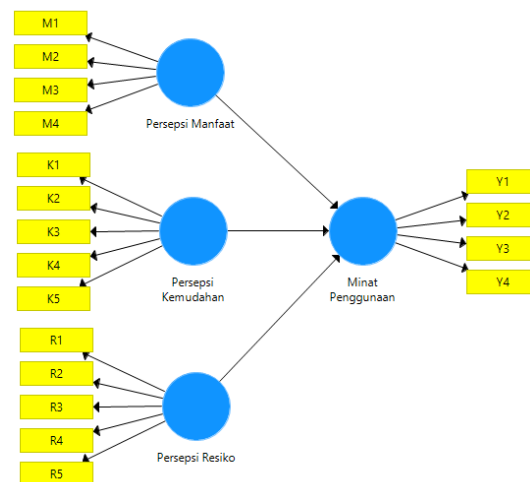 M1
M2
M3
M4
Persepsi Manfaat
K1
K2
K3
K4
K5
Persepsi
Kemudahan
R1
R2
R3
R4
R5
Persepsi Resiko
Minat
Penggunaan
Y1
Y2
Y3
Y4